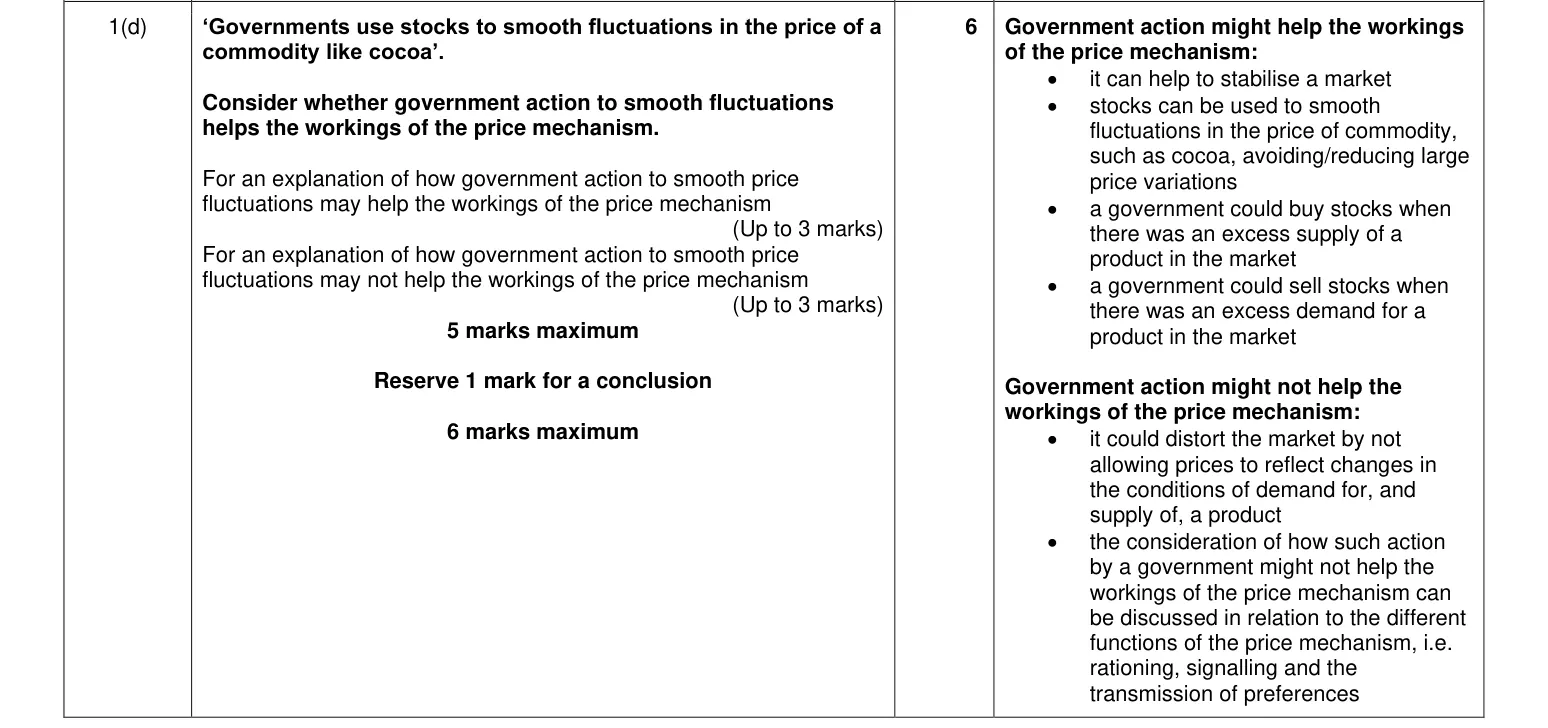 1(d)
‘Governments use stocks to smooth fluctuations in the price of a
commodity like cocoa’.
Consider whether government action to smooth fluctuations
helps the workings of the price mechanism.
For an explanation of how government action to smooth price
fluctuations may help the workings of the price mechanism
(Up to 3 marks)
For an explanation of how government action to smooth price
fluctuations may not help the workings of the price mechanism
(Up to 3 marks)
5 marks maximum
Reserve 1 mark for a conclusion
6 marks maximum
6
Government action might help the workings
of the price mechanism:
• it can help to stabilise a market
• stocks can be used to smooth
fluctuations in the price of commodity,
such as cocoa, avoiding/reducing large
price variations
• a government could buy stocks when
there was an excess supply of a
product in the market
• a government could sell stocks when
there was an excess demand for a
product in the market
Government action might not help the
workings of the price mechanism:
• it could distort the market by not
allowing prices to reflect changes in
the conditions of demand for, and
supply of, a product
• the consideration of how such action
by a government might not help the
workings of the price mechanism can
be discussed in relation to the different
functions of the price mechanism, i.e.
rationing, signalling and the
transmission of preferences